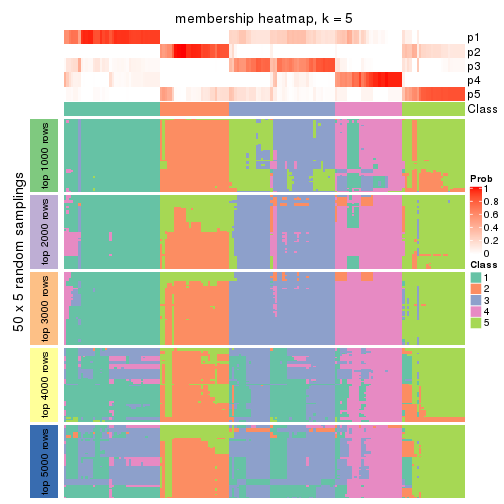 membership heatmap, k = 5
p1
p2
p3
p4
p5
Class
50 x 5 random samplings
top 1000 rows
top 2000 rows
top 3000 rows
top 4000 rows
top 5000 rows
Prob
1
0.8
0.6
0.4
0.2
0
Class
1
2
3
4
5